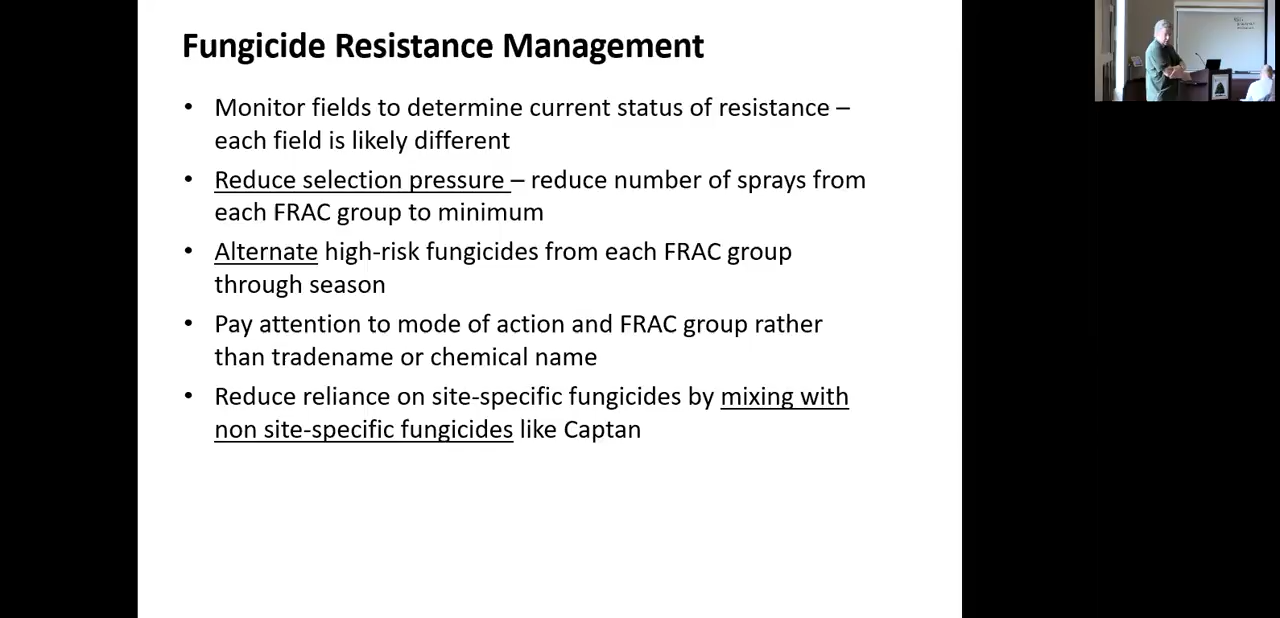 Fungicide Resistance Management
• Monitor fields to determine current status of resistance –
each field is likely different
• Reduce selection pressure – reduce number of sprays from
each FRAC group to minimum
• Alternate high-risk fungicides from each FRAC group
through season
• Pay attention to mode of action and FRAC group rather
than tradename or chemical name
• Reduce reliance on site-specific fungicides by mixing with
non site-specific fungicides like Captan